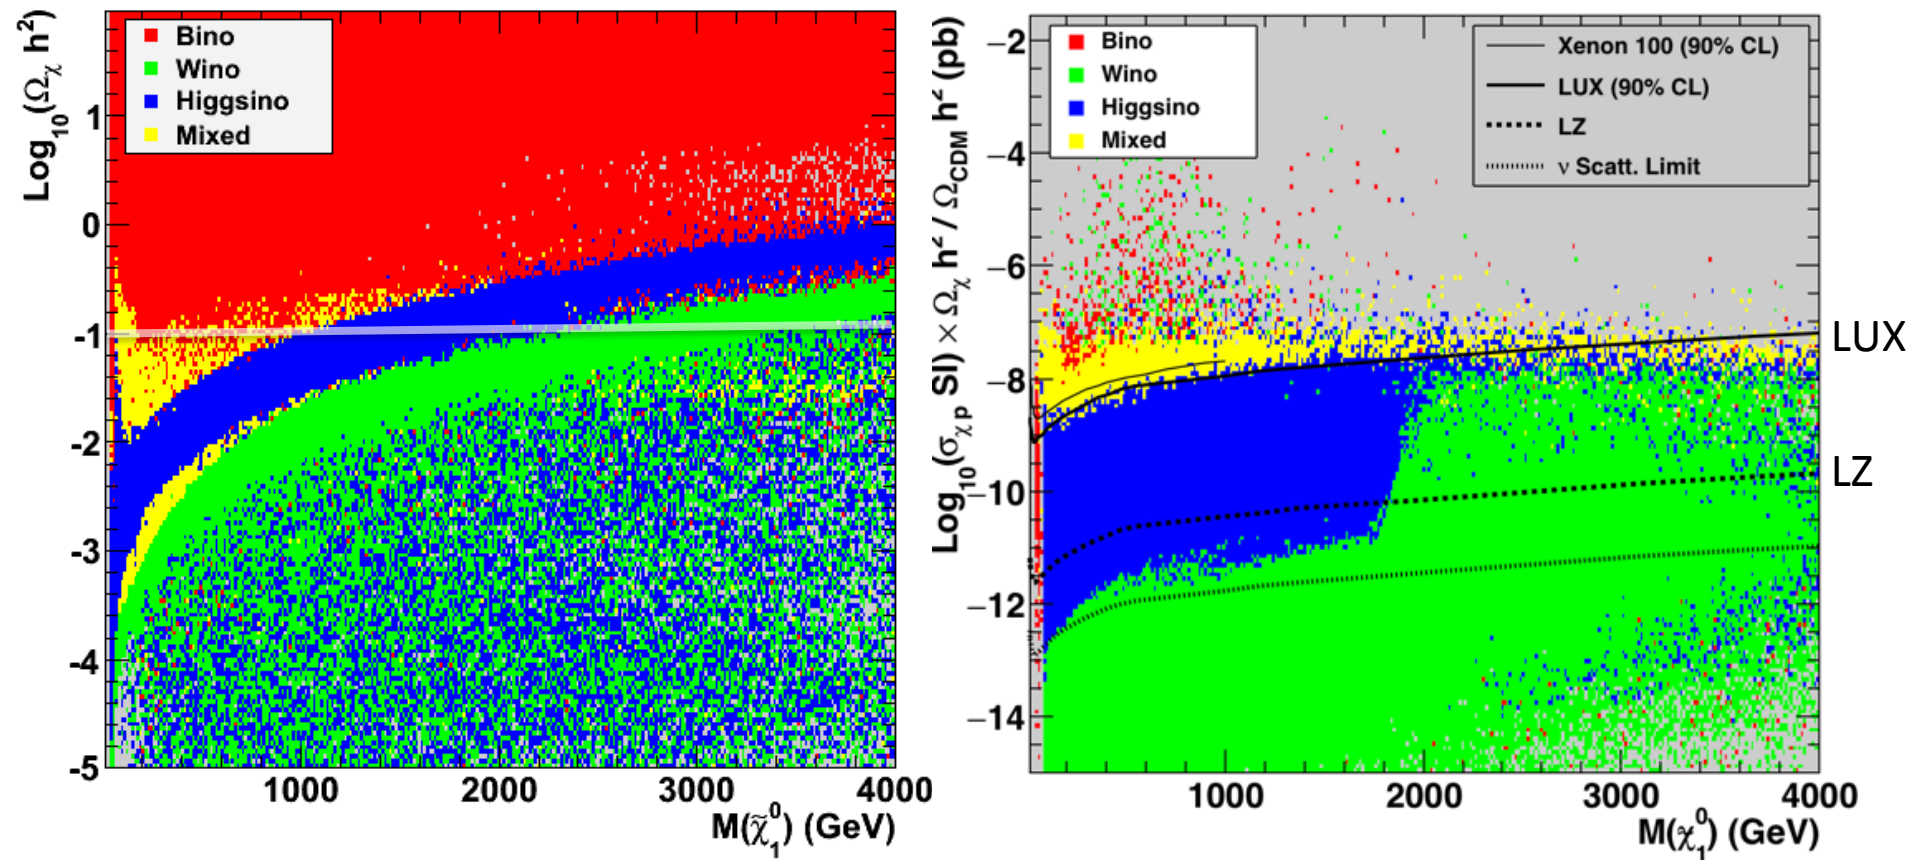 Log10(Ωχ h²)
Bino
Wino
Higgsino
Mixed
1
0
-1
-2
-3
-4
-5
1000 2000 3000 4000
M(χ̃⁰₁) (GeV)
Log10(σχp SI) × Ωχ h² / ΩCDM h² (pb)
Bino
Wino
Higgsino
Mixed
Xenon 100 (90% CL)
LUX (90% CL)
LZ
ν Scatt. Limit
−2
−4
−6
−8
−10
−12
−14
LUX
LZ
1000 2000 3000 4000
M(χ̃⁰₁) (GeV)